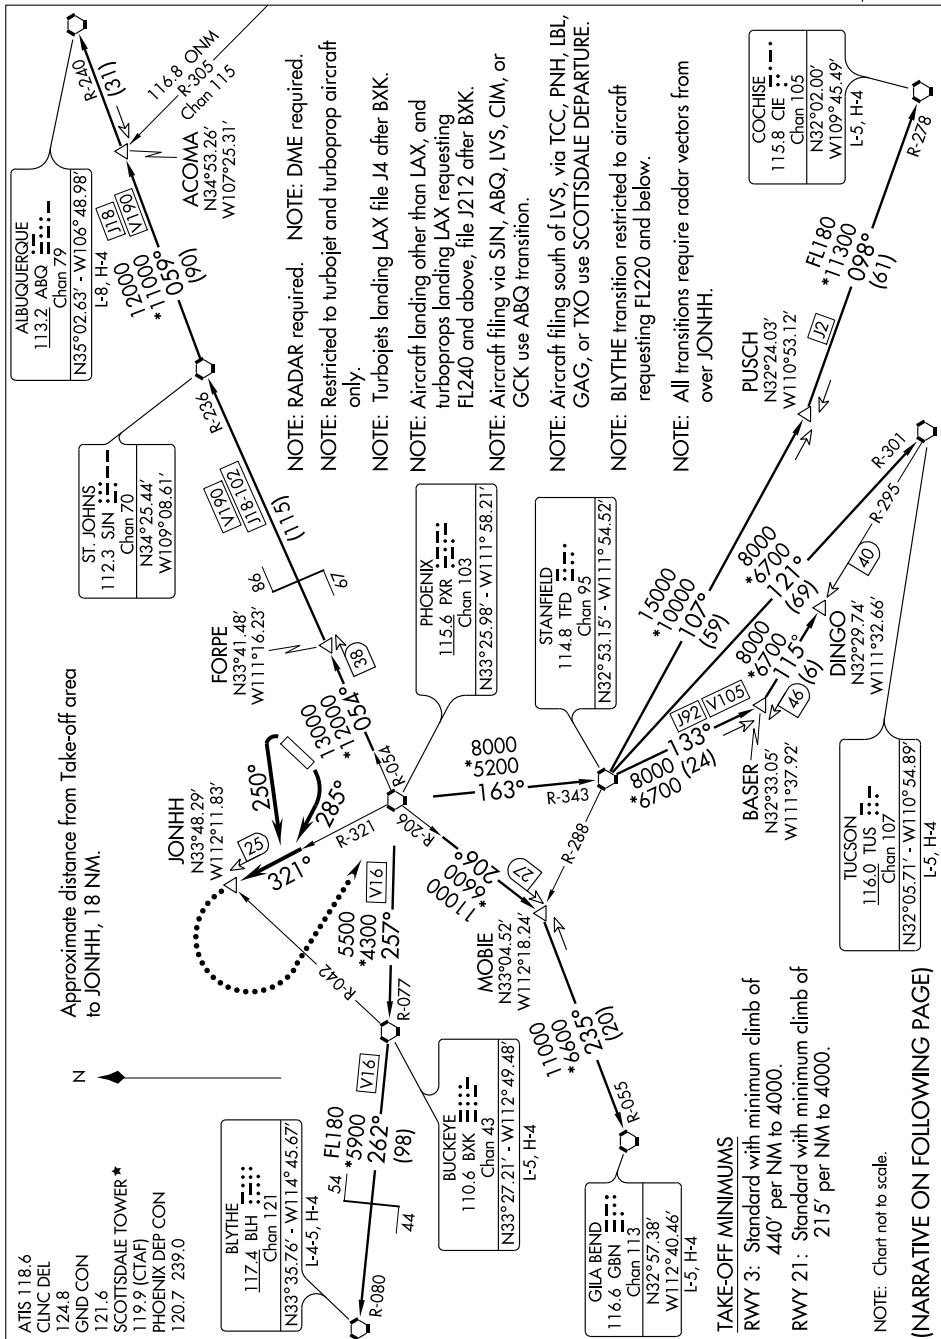 ATIS 118.6
CLNC DEL
124.8
GND CON
121.6
SCOTTSDALE TOWER★
119.9 (CTAF)
PHOENIX DEP CON
120.7 239.0
N
Approximate distance from Take-off area
to JONHH, 18 NM.
ST. JOHNS
112.3 SJN
Chan 70
N34°25.44'
W109°08.61'
ALBUQUERQUE
113.2 ABQ
Chan 79
N35°02.63' - W106°48.98'
L-8, H-4
R-240
(31)
116.8 ONM
R-305
Chan 115
ACOMA
N34°53.26'
W107°25.31'
J18
V190
12000
*11000
059°
(90)
R-236
V190
J18-102
(115)
86
67
FORPE
N33°41.48'
W111°16.23'
38
13000
*12000
054°
R-054
250°
285°
JONHH
N33°48.29'
W112°11.83'
25
321°
R-321
R-042
PHOENIX
115.6 PXR
Chan 103
N33°25.98' - W111°58.21'
BLYTHE
117.4 BLH
Chan 121
N33°35.76' - W114°45.67'
L-4-5, H-4
R-080
54
44
FL180
*5900
262°
(98)
V16
R-077
5500
*4300
257°
V16
BUCKEYE
110.6 BXK
Chan 43
N33°27.21' - W112°49.48'
L-5, H-4
R-206
11000
*6600
206°
27
MOBIE
N33°04.52'
W112°18.24'
R-288
8000
*5200
163°
R-343
STANFIELD
114.8 TFD
Chan 95
N32°53.15' - W111°54.52'
11000
*6600
235°
(20)
R-055
GILA BEND
116.6 GBN
Chan 113
N32°57.38'
W112°40.46'
L-5, H-4
15000
*10000
107°
(59)
PUSCH
N32°24.03'
W110°53.12'
J2
FL180
*11300
098°
(61)
R-278
COCHISE
115.8 CIE
Chan 105
N32°02.00'
W109°45.49'
L-5, H-4
8000
*6700
121°
(69)
R-301
R-295
40
8000
*6700
115°
(6)
DINGO
N32°29.74'
W111°32.66'
46
J92
V105
133°
8000
*6700 (24)
BASER
N32°33.05'
W111°37.92'
TUCSON
116.0 TUS
Chan 107
N32°05.71' - W110°54.89'
L-5, H-4
NOTE: RADAR required. NOTE: DME required.
NOTE: Restricted to turbojet and turboprop aircraft
only.
NOTE: Turbojets landing LAX file J4 after BXK.
NOTE: Aircraft landing other than LAX, and
turboprops landing LAX requesting
FL240 and above, file J212 after BXK.
NOTE: Aircraft filing via SJN, ABQ, LVS, CIM, or
GCK use ABQ transition.
NOTE: Aircraft filing south of LVS, via TCC, PNH, LBL,
GAG, or TXO use SCOTTSDALE DEPARTURE.
NOTE: BLYTHE transition restricted to aircraft
requesting FL220 and below.
NOTE: All transitions require radar vectors from
over JONHH.
TAKE-OFF MINIMUMS
RWY 3: Standard with minimum climb of
440' per NM to 4000.
RWY 21: Standard with minimum climb of
215' per NM to 4000.
NOTE: Chart not to scale.
(NARRATIVE ON FOLLOWING PAGE)